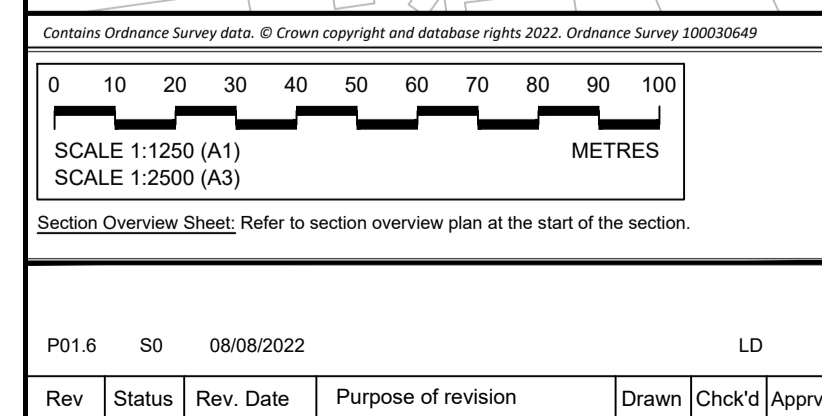 Contains Ordnance Survey data. © Crown copyright and database rights 2022. Ordnance Survey 100030649
0 10 20 30 40 50 60 70 80 90 100
SCALE 1:1250 (A1) METRES
SCALE 1:2500 (A3)
Section Overview Sheet: Refer to section overview plan at the start of the section.
P01.6 S0 08/08/2022 LD
Rev Status Rev. Date Purpose of revision Drawn Chck'd Apprv